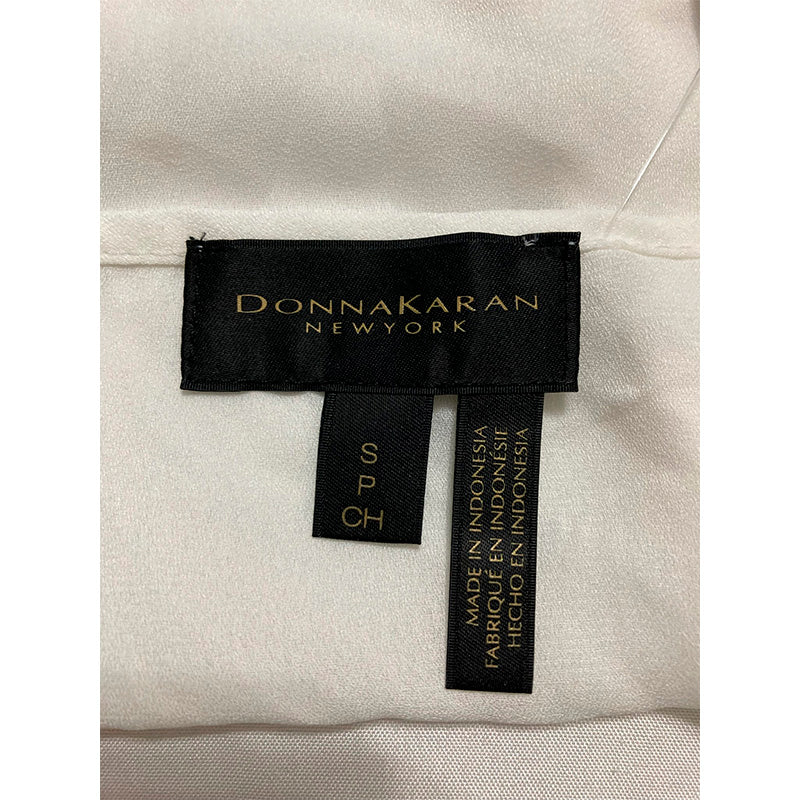 DONNAKARAN
NEWYORK
S
P
CH
MADE IN INDONESIA
FABRIQUÉ EN INDONÉSIE
HECHO EN INDONESIA